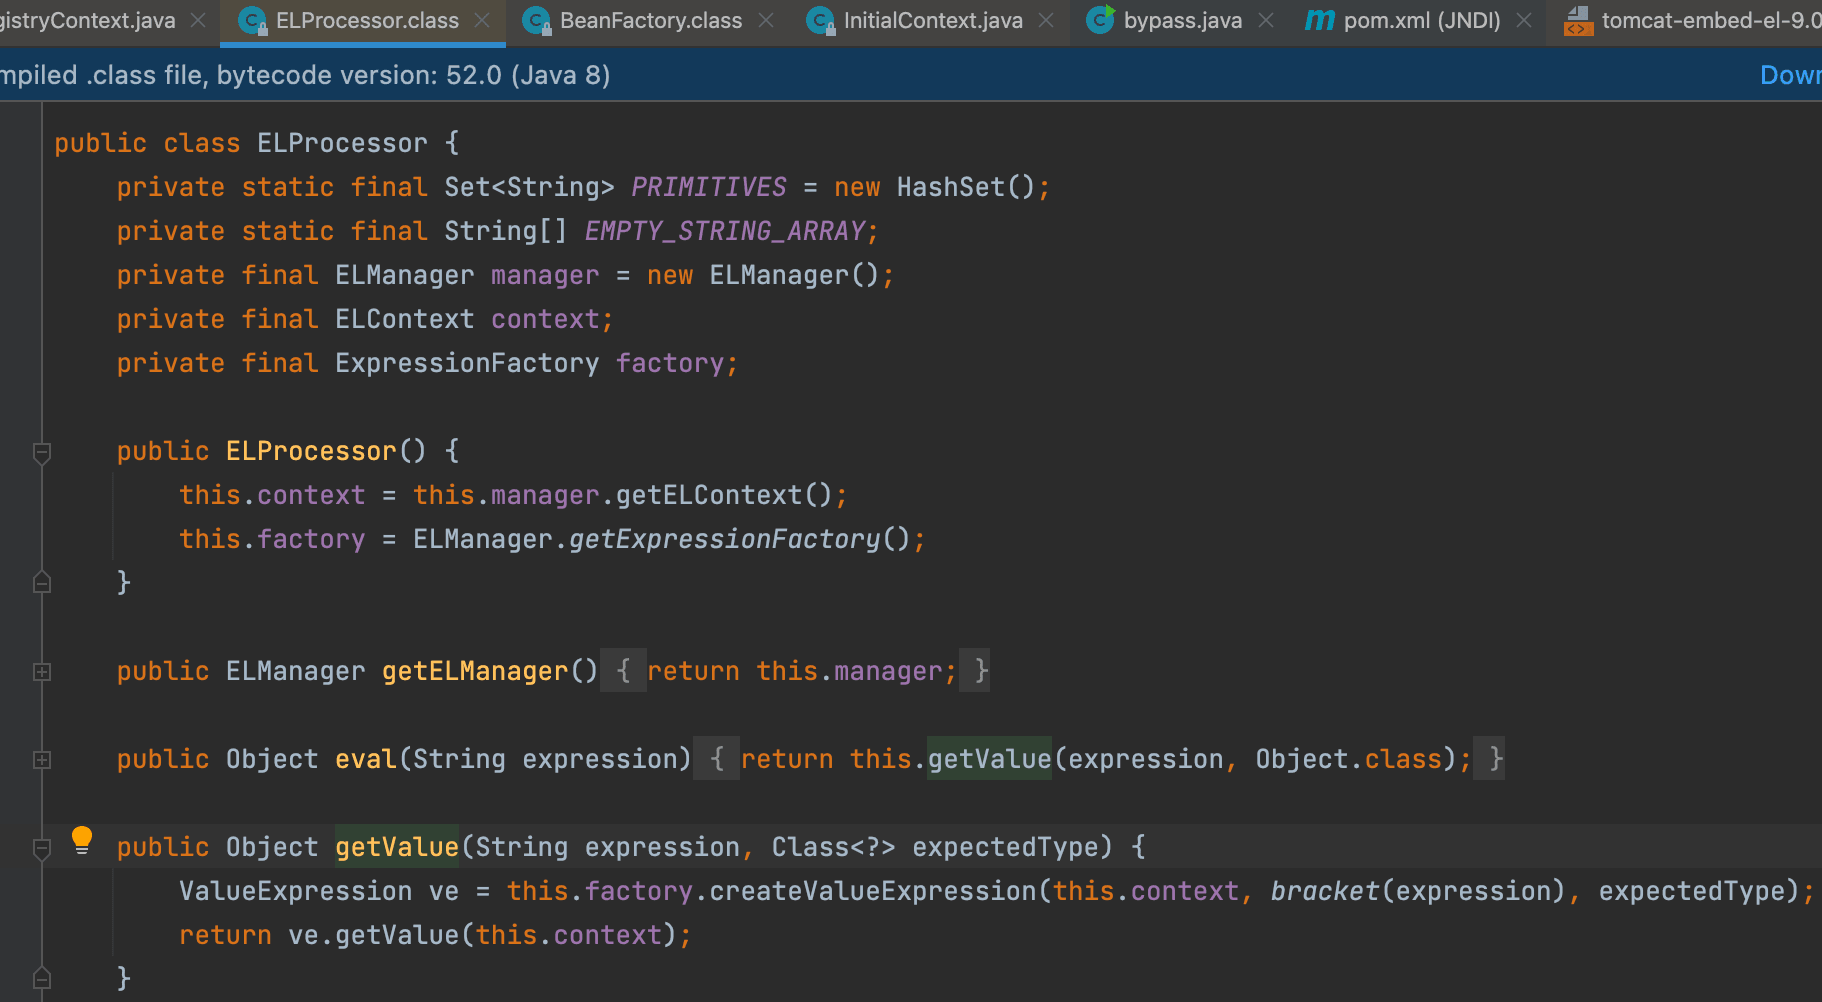 gistryContext.java ELProcessor.class BeanFactory.class InitialContext.java bypass.java pom.xml (JNDI) tomcat-embed-el-9.0
mpiled .class file, bytecode version: 52.0 (Java 8) Down
public class ELProcessor {
private static final Set<String> PRIMITIVES = new HashSet();
private static final String[] EMPTY_STRING_ARRAY;
private final ELManager manager = new ELManager();
private final ELContext context;
private final ExpressionFactory factory;
public ELProcessor() {
this.context = this.manager.getELContext();
this.factory = ELManager.getExpressionFactory();
}
public ELManager getELManager() { return this.manager; }
public Object eval(String expression) { return this.getValue(expression, Object.class); }
public Object getValue(String expression, Class<?> expectedType) {
ValueExpression ve = this.factory.createValueExpression(this.context, bracket(expression), expectedType);
return ve.getValue(this.context);
}